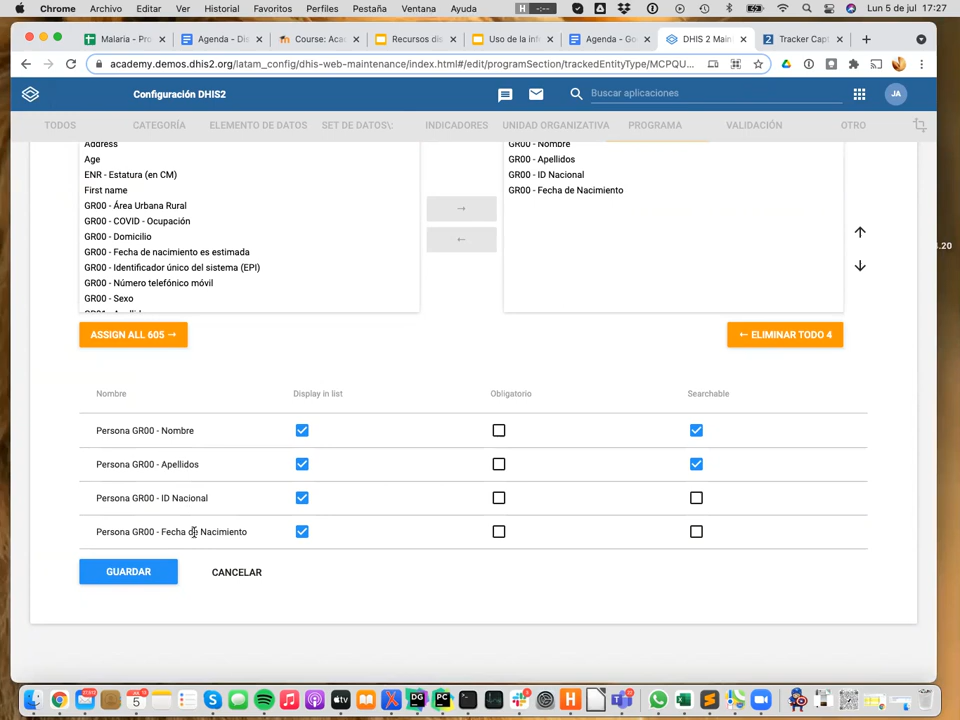 Chrome Archivo Editar Ver Historial Favoritos Perfiles Pestaña Ventana Ayuda Lun 5 de jul 17:27
Malaria - Pro Agenda - Dis Course: Aca Recursos dis Uso de la inf Agenda - Go DHIS 2 Main Tracker Capt
academy.demos.dhis2.org/latam_config/dhis-web-maintenance/index.html#/edit/programSection/trackedEntityType/MCPQU...
Configuración DHIS2 Buscar aplicaciones JA
TODOS CATEGORÍA ELEMENTO DE DATOS SET DE DATOS\: INDICADORES UNIDAD ORGANIZATIVA PROGRAMA VALIDACIÓN OTRO
Address
Age
ENR - Estatura (en CM)
First name
GR00 - Área Urbana Rural
GR00 - COVID - Ocupación
GR00 - Domicilio
GR00 - Fecha de nacimiento es estimada
GR00 - Identificador único del sistema (EPI)
GR00 - Número telefónico móvil
GR00 - Sexo
→
←
GR00 - Nombre
GR00 - Apellidos
GR00 - ID Nacional
GR00 - Fecha de Nacimiento
ASSIGN ALL 605 → ← ELIMINAR TODO 4
Nombre Display in list Obligatorio Searchable
Persona GR00 - Nombre
Persona GR00 - Apellidos
Persona GR00 - ID Nacional
Persona GR00 - Fecha de Nacimiento
GUARDAR CANCELAR